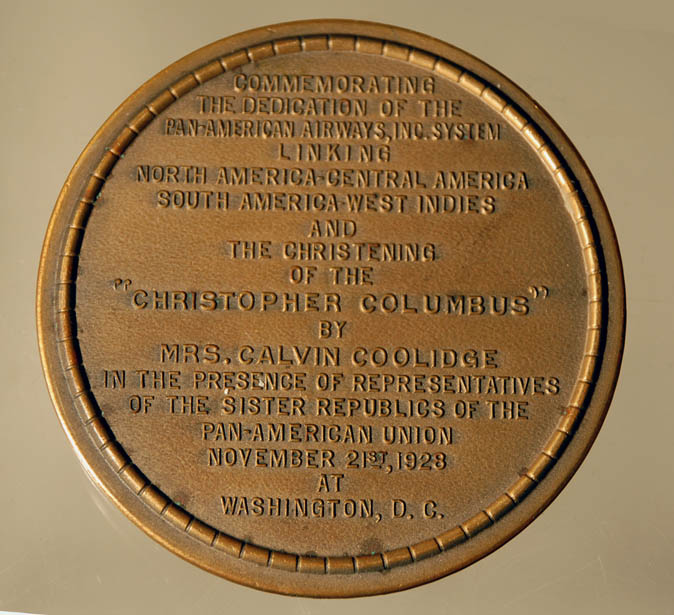 COMMEMORATING
THE DEDICATION OF THE
PAN-AMERICAN AIRWAYS, INC. SYSTEM
LINKING
NORTH AMERICA-CENTRAL AMERICA
SOUTH AMERICA-WEST INDIES
AND
THE CHRISTENING
OF THE
"CHRISTOPHER COLUMBUS"
BY
MRS. CALVIN COOLIDGE
IN THE PRESENCE OF REPRESENTATIVES
OF THE SISTER REPUBLICS OF THE
PAN-AMERICAN UNION
NOVEMBER 21ST, 1928
AT
WASHINGTON, D. C.